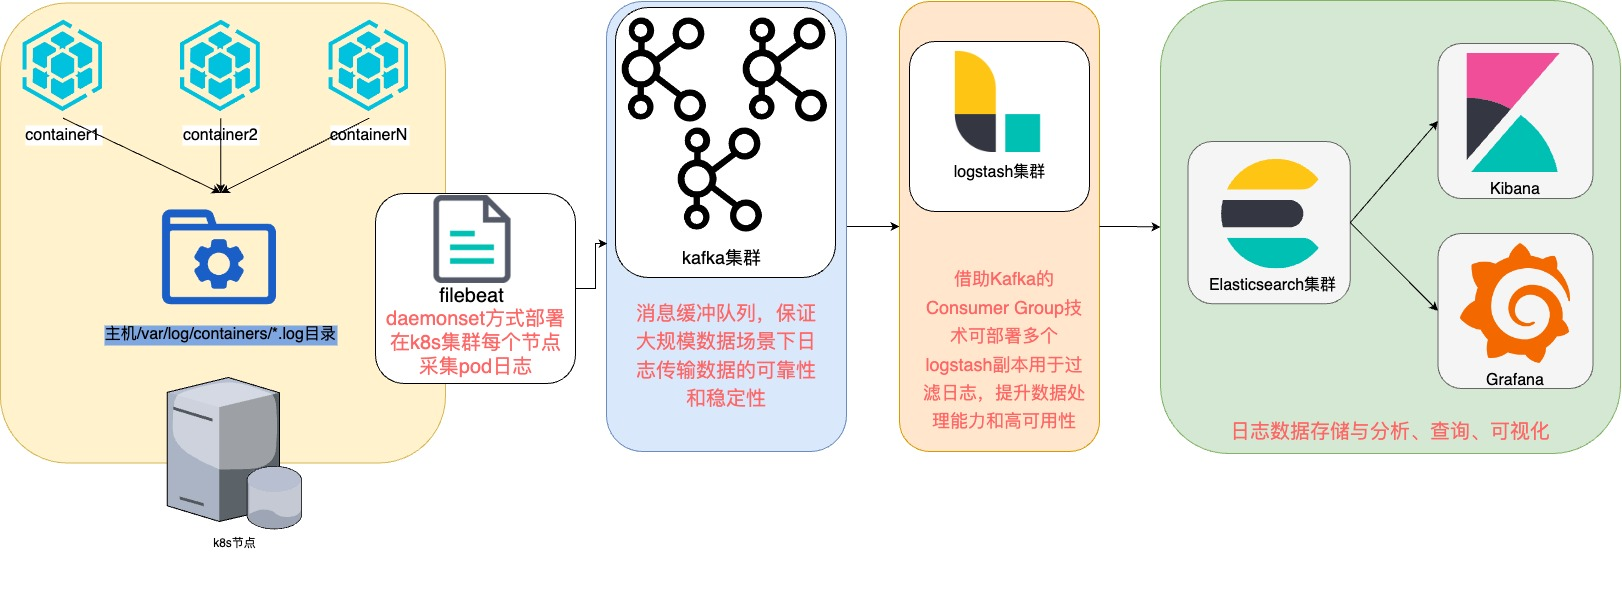 container1
container2
containerN
主机/var/log/containers/*.log目录
k8s节点
filebeat
daemonset方式部署
在k8s集群每个节点
采集pod日志
kafka集群
消息缓冲队列，保证
大规模数据场景下日
志传输数据的可靠性
和稳定性
logstash集群
借助Kafka的
Consumer Group技
术可部署多个
logstash副本用于过
滤日志，提升数据处
理能力和高可用性
Elasticsearch集群
Kibana
Grafana
日志数据存储与分析、查询、可视化